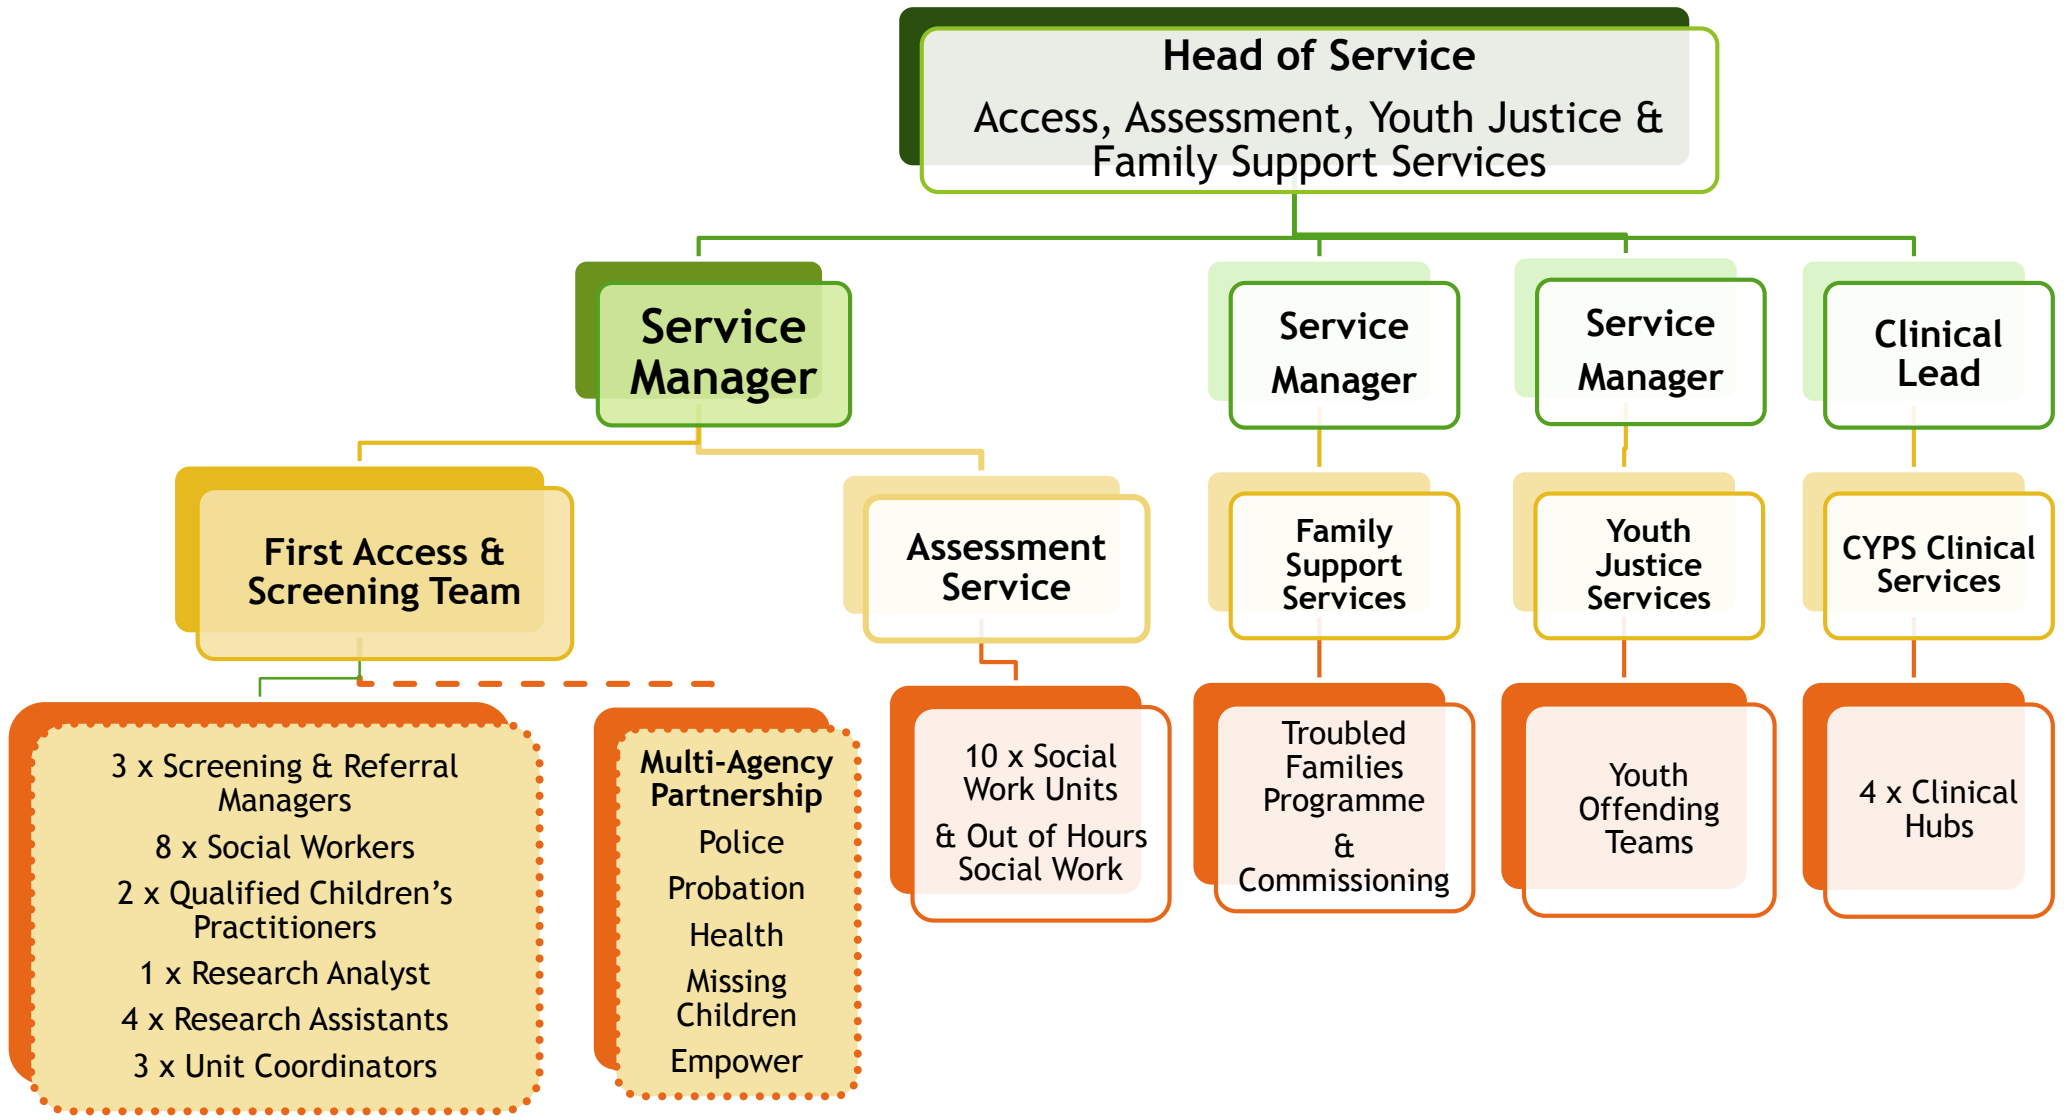 Head of Service
Access, Assessment, Youth Justice &
Family Support Services
Service
Manager
Service
Manager
Service
Manager
Clinical
Lead
First Access &
Screening Team
Assessment
Service
Family
Support
Services
Youth
Justice
Services
CYPS Clinical
Services
3 x Screening & Referral
Managers
8 x Social Workers
2 x Qualified Children’s
Practitioners
1 x Research Analyst
4 x Research Assistants
3 x Unit Coordinators
Multi-Agency
Partnership
Police
Probation
Health
Missing
Children
Empower
10 x Social
Work Units
& Out of Hours
Social Work
Troubled
Families
Programme
&
Commissioning
Youth
Offending
Teams
4 x Clinical
Hubs